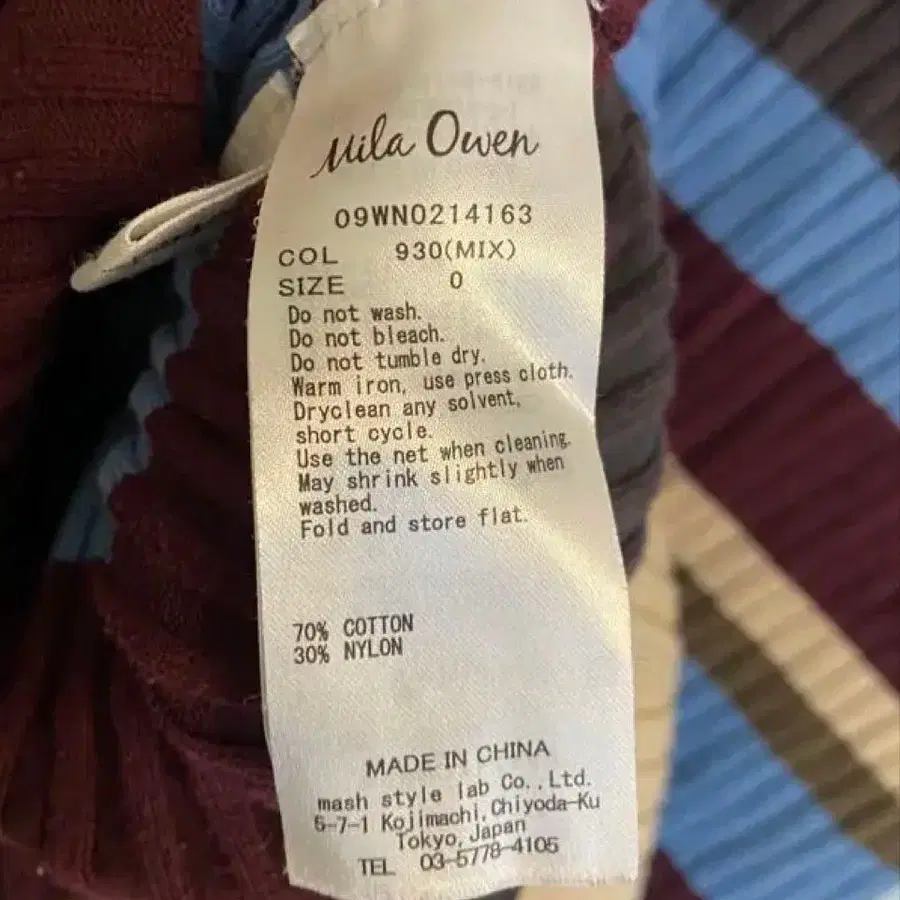 Mila Owen
09WN0214163
COL 930(MIX)
SIZE 0
Do not wash.
Do not bleach.
Do not tumble dry.
Warm iron, use press cloth.
Dryclean any solvent,
short cycle.
Use the net when cleaning.
May shrink slightly when
washed.
Fold and store flat.
70% COTTON
30% NYLON
MADE IN CHINA
mash style lab Co.,Ltd.
5-7-1 Kojimachi,Chiyoda-Ku
Tokyo,Japan
TEL 03-5778-4105